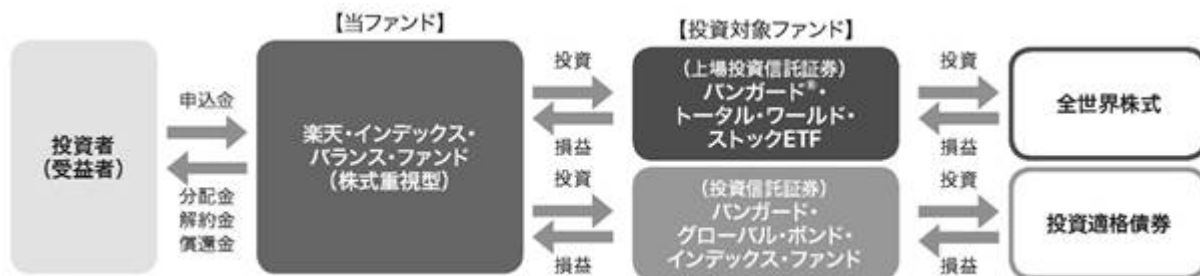 【当ファンド】
【投資対象ファンド】
投資者
(受益者)
申込金
分配金
解約金
償還金
楽天・インデックス・
バランス・ファンド
(株式重視型)
投資
損益
投資
損益
(上場投資信託証券)
バンガード®・
トータル・ワールド・
ストックETF
(投資信託証券)
バンガード・
グローバル・ボンド・
インデックス・ファンド
投資
損益
投資
損益
全世界株式
投資適格債券